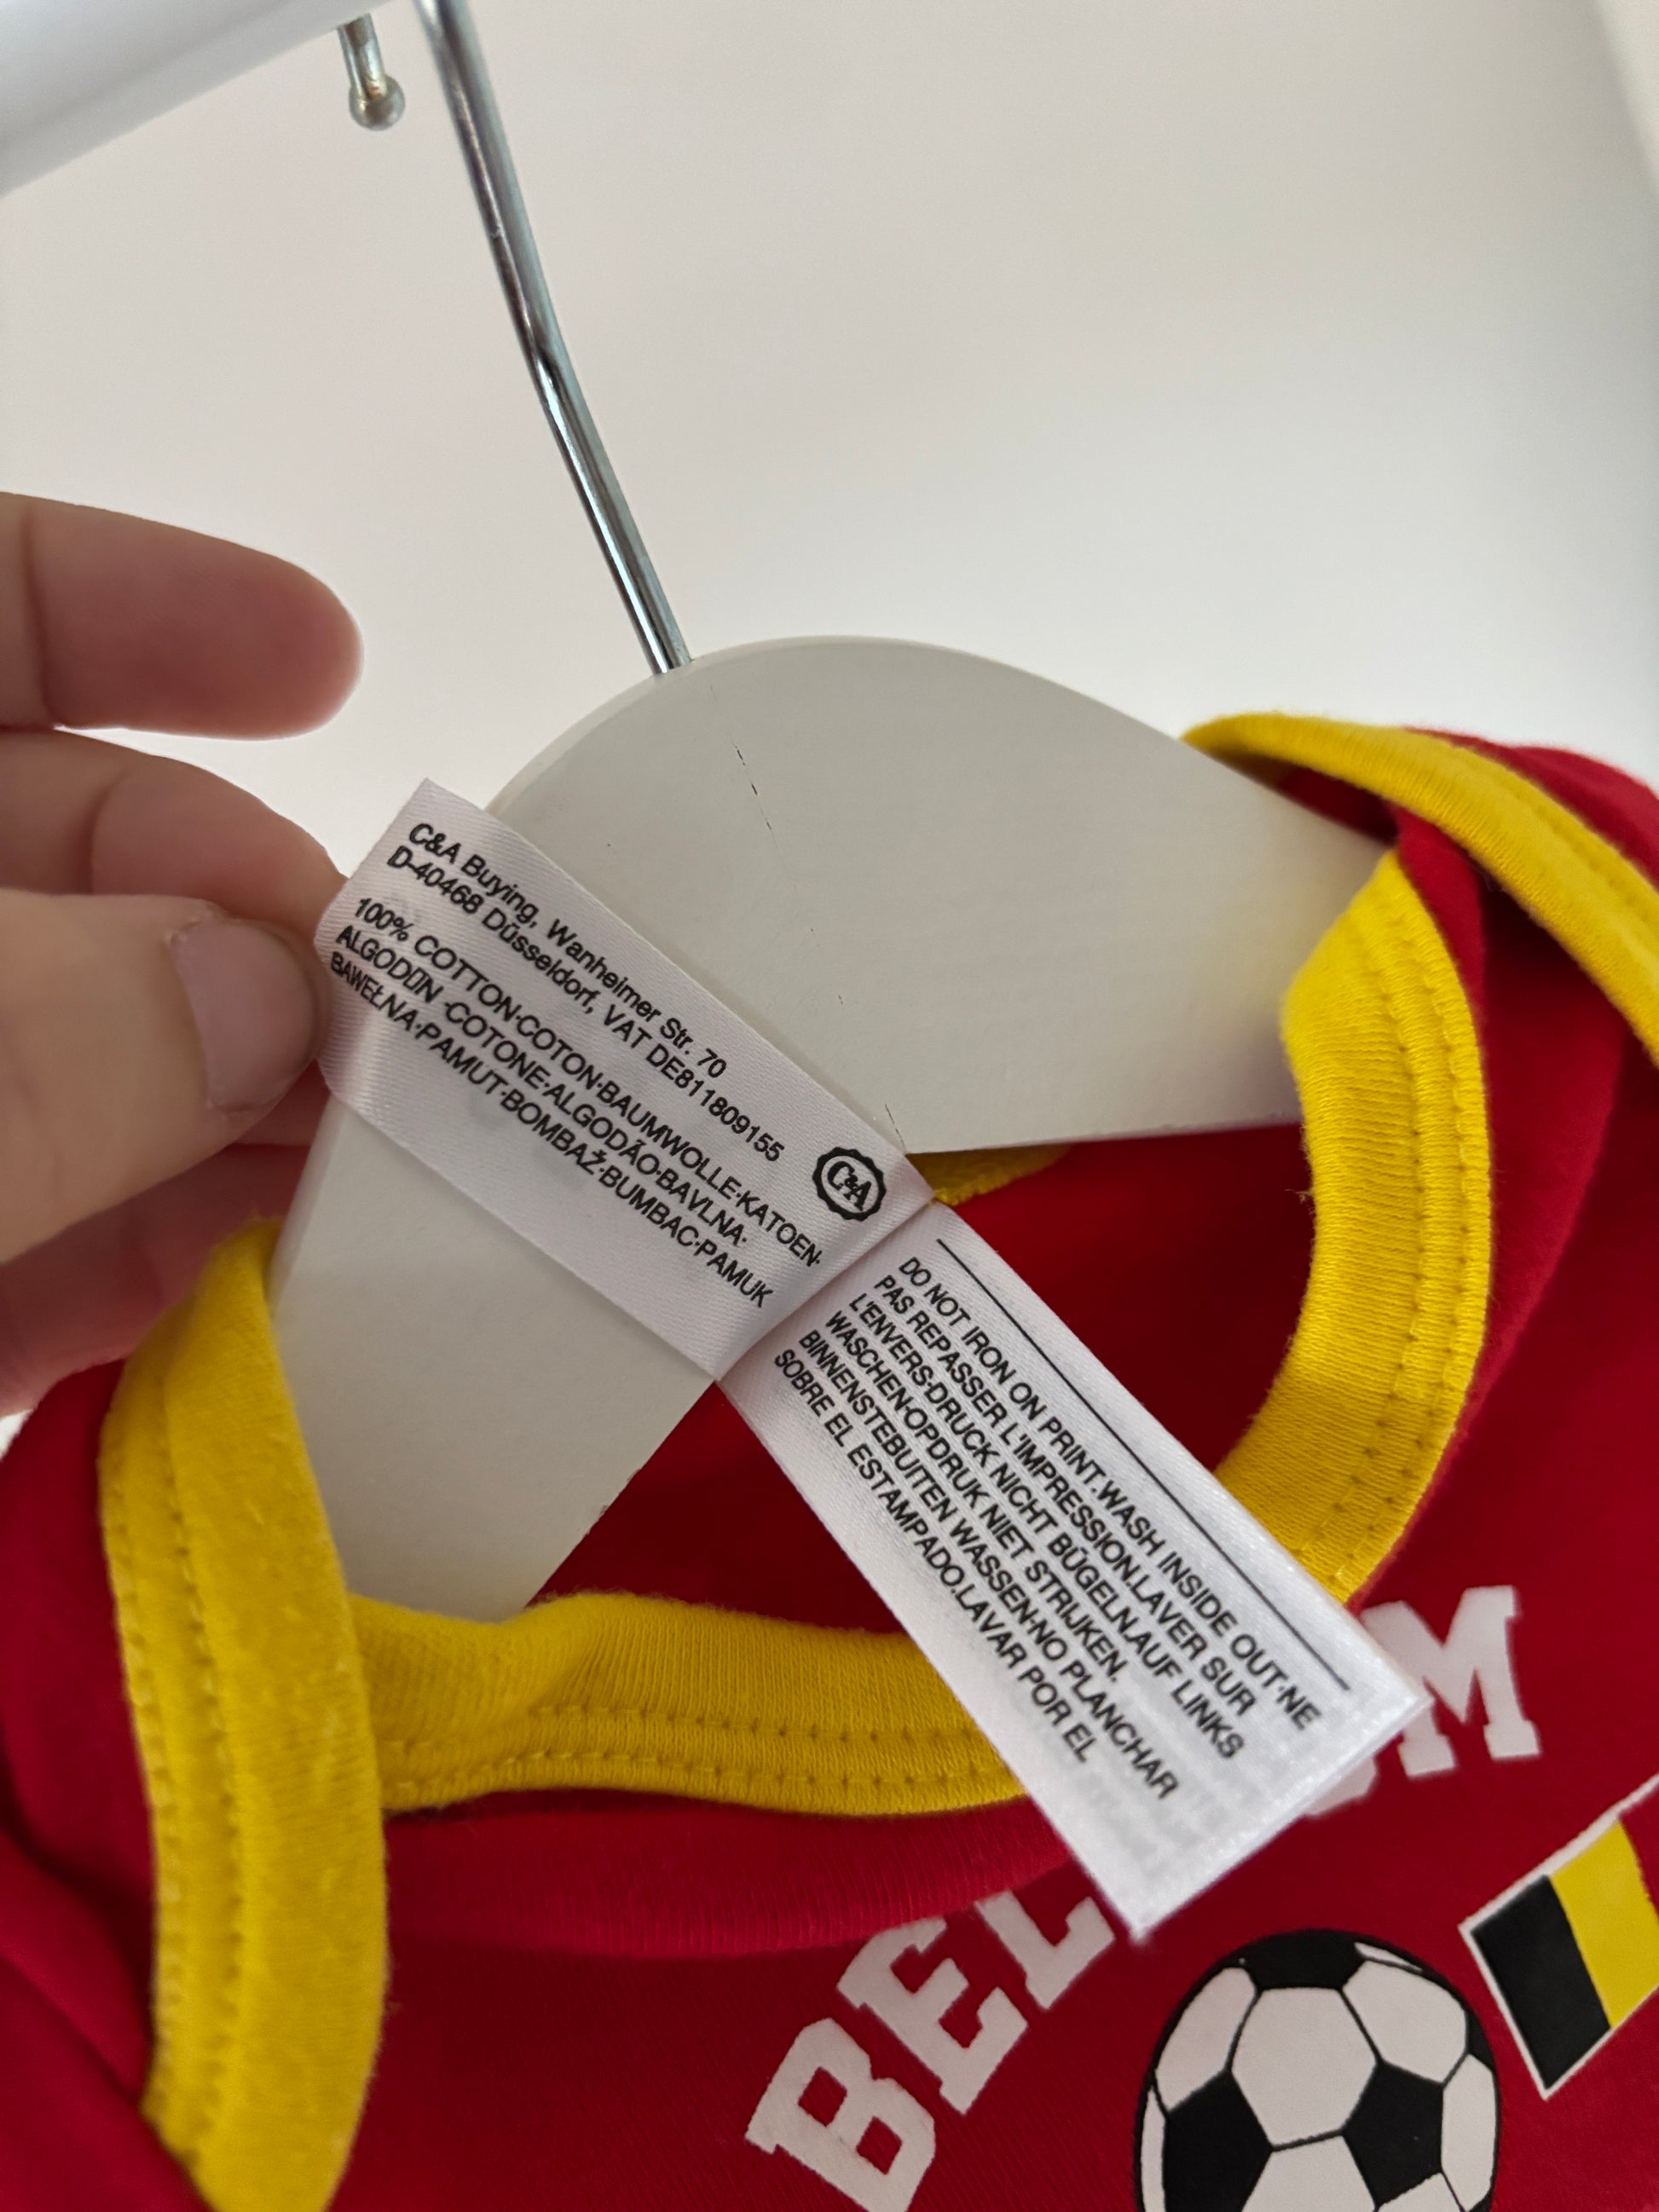 C&A Buying, Wanheimer Str. 70
D-40468 Düsseldorf, VAT DE811809155
C&A
100% COTTON·COTON·BAUMWOLLE·KATOEN·
ALGODÓN·COTONE·ALGODÃO·BAVLNA·
BAWEŁNA·PAMUT·BOMBAŽ·BUMBAC·PAMUK
DO NOT IRON ON PRINT.WASH INSIDE OUT·NE
PAS REPASSER L'IMPRESSION.LAVER SUR
L'ENVERS·DRUCK NICHT BÜGELN.AUF LINKS
WASCHEN·OPDRUK NIET STRIJKEN.
BINNENSTEBUITEN WASSEN·NO PLANCHAR
SOBRE EL ESTAMPADO.LAVAR POR EL